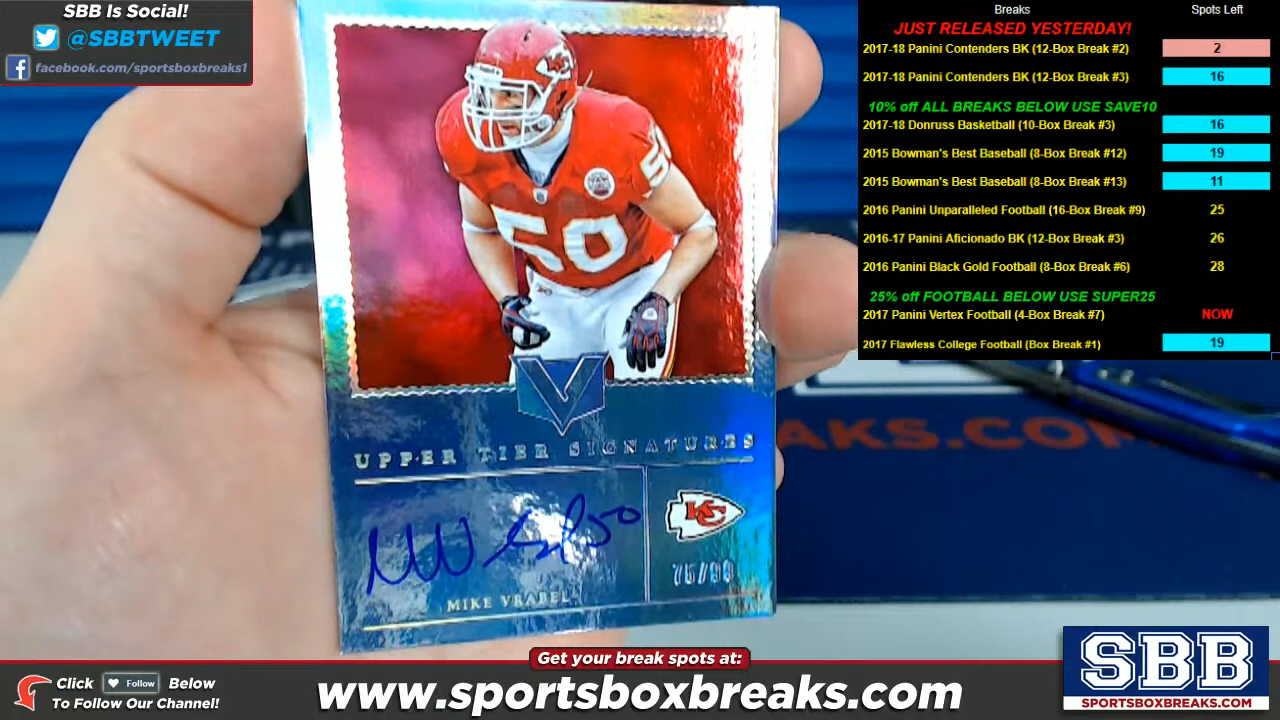 SBB Is Social!
@SBBTWEET
facebook.com/sportsboxbreaks1
Breaks Spots Left
JUST RELEASED YESTERDAY!
2017-18 Panini Contenders BK (12-Box Break #2) 2
2017-18 Panini Contenders BK (12-Box Break #3) 16
10% off ALL BREAKS BELOW USE SAVE10
2017-18 Donruss Basketball (10-Box Break #3) 16
2015 Bowman's Best Baseball (8-Box Break #12) 19
2015 Bowman's Best Baseball (8-Box Break #13) 11
2016 Panini Unparalleled Football (16-Box Break #9) 25
2016-17 Panini Aficionado BK (12-Box Break #3) 26
2016 Panini Black Gold Football (8-Box Break #6) 28
25% off FOOTBALL BELOW USE SUPER25
2017 Panini Vertex Football (4-Box Break #7) NOW
2017 Flawless College Football (Box Break #1) 19
50
50
V
AKS.COM
UPPER TIER SIGNATURES
KC
75/99
MIKE VRABEL
Get your break spots at:
Click Follow Below
To Follow Our Channel!
www.sportsboxbreaks.com
SBB
SPORTSBOXBREAKS.COM